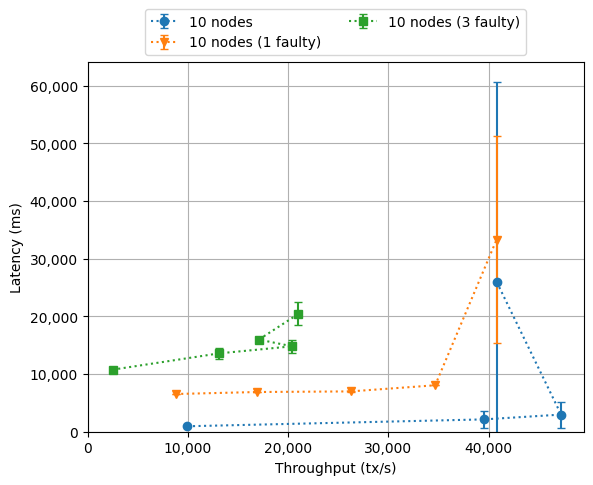 10 nodes
10 nodes (1 faulty)
10 nodes (3 faulty)
60,000
50,000
40,000
30,000
20,000
10,000
0
Latency (ms)
0
10,000
20,000
30,000
40,000
Throughput (tx/s)